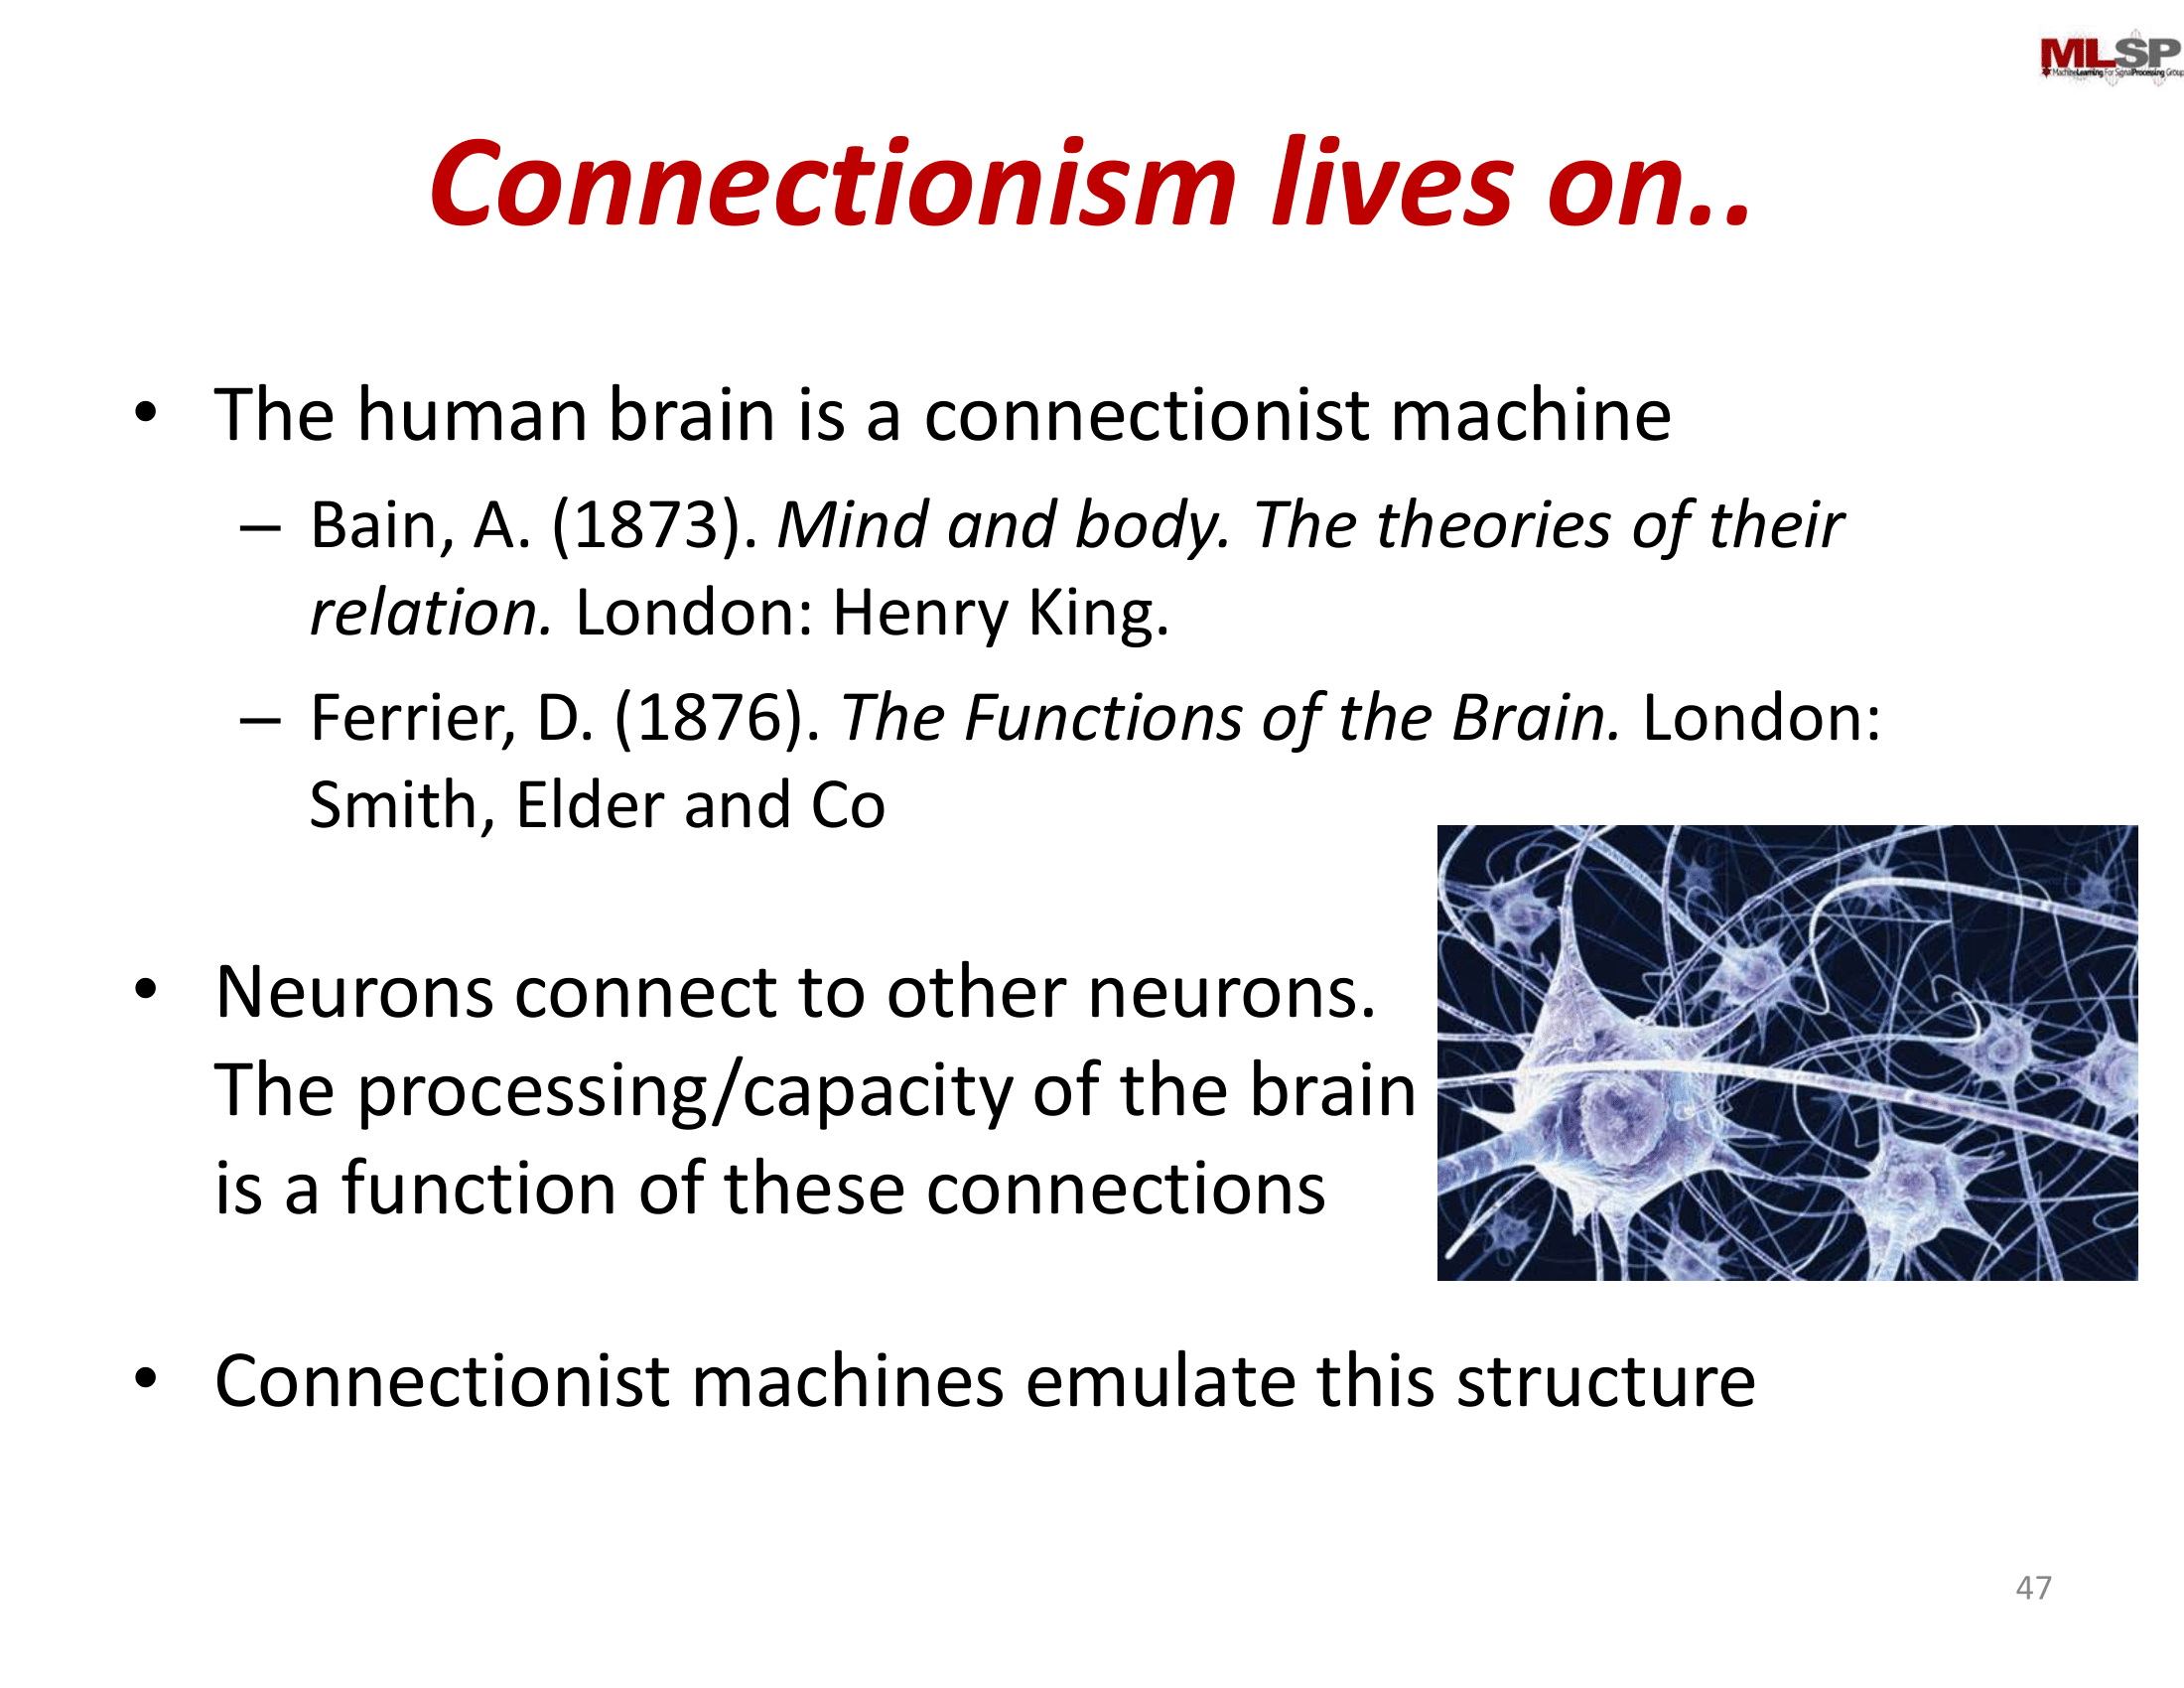 MLSP
Machine Learning For Signal Processing Group
Connectionism lives on..
• The human brain is a connectionist machine
– Bain, A. (1873). Mind and body. The theories of their
relation. London: Henry King.
– Ferrier, D. (1876). The Functions of the Brain. London:
Smith, Elder and Co
• Neurons connect to other neurons.
The processing/capacity of the brain
is a function of these connections
• Connectionist machines emulate this structure
47